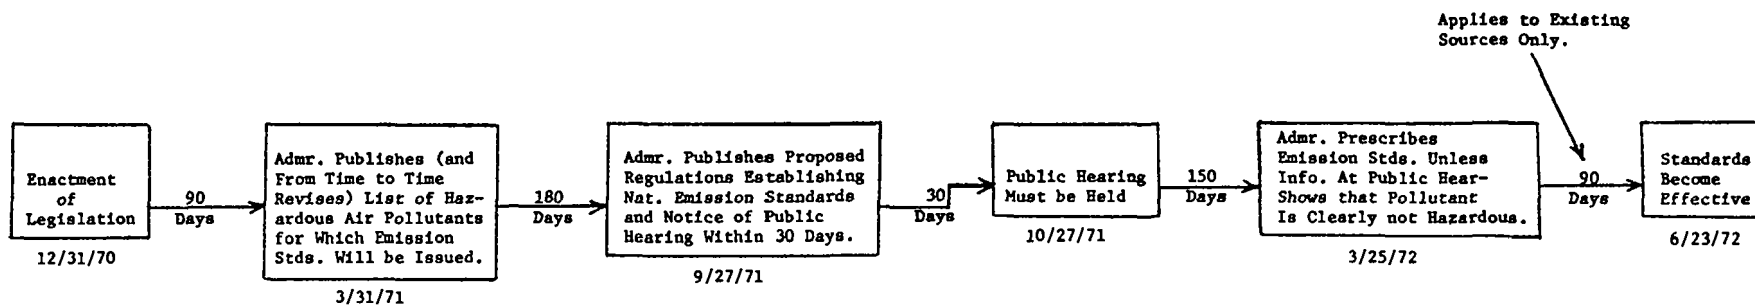 Applies to Existing
Sources Only.
Enactment
of
Legislation
12/31/70
90
Days
Admr. Publishes (and
From Time to Time
Revises) List of Haz-
ardous Air Pollutants
for Which Emission
Stds. Will be Issued.
3/31/71
180
Days
Admr. Publishes Proposed
Regulations Establishing
Nat. Emission Standards
and Notice of Public
Hearing Within 30 Days.
9/27/71
30
Days
Public Hearing
Must be Held
10/27/71
150
Days
Admr. Prescribes
Emission Stds. Unless
Info. At Public Hear-
Shows that Pollutant
Is Clearly not Hazardous.
3/25/72
90
Days
Standards
Become
Effective
6/23/72